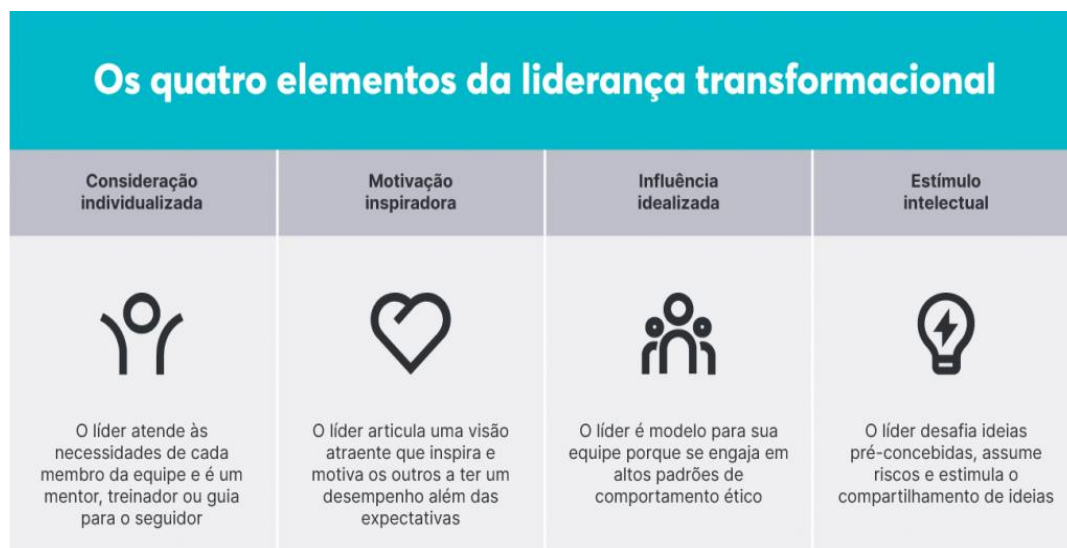 Os quatro elementos da liderança transformacional
Consideração
individualizada
Motivação
inspiradora
Influência
idealizada
Estímulo
intelectual
O líder atende às
necessidades de cada
membro da equipe e é um
mentor, treinador ou guia
para o seguidor
O líder articula uma visão
atraente que inspira e
motiva os outros a ter um
desempenho além das
expectativas
O líder é modelo para sua
equipe porque se engaja em
altos padrões de
comportamento ético
O líder desafia ideias
pré-concebidas, assume
riscos e estimula o
compartilhamento de ideias